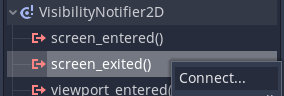 VisibilityNotifier2D
screen_entered()
screen_exited()
Connect...
viewport_entered(